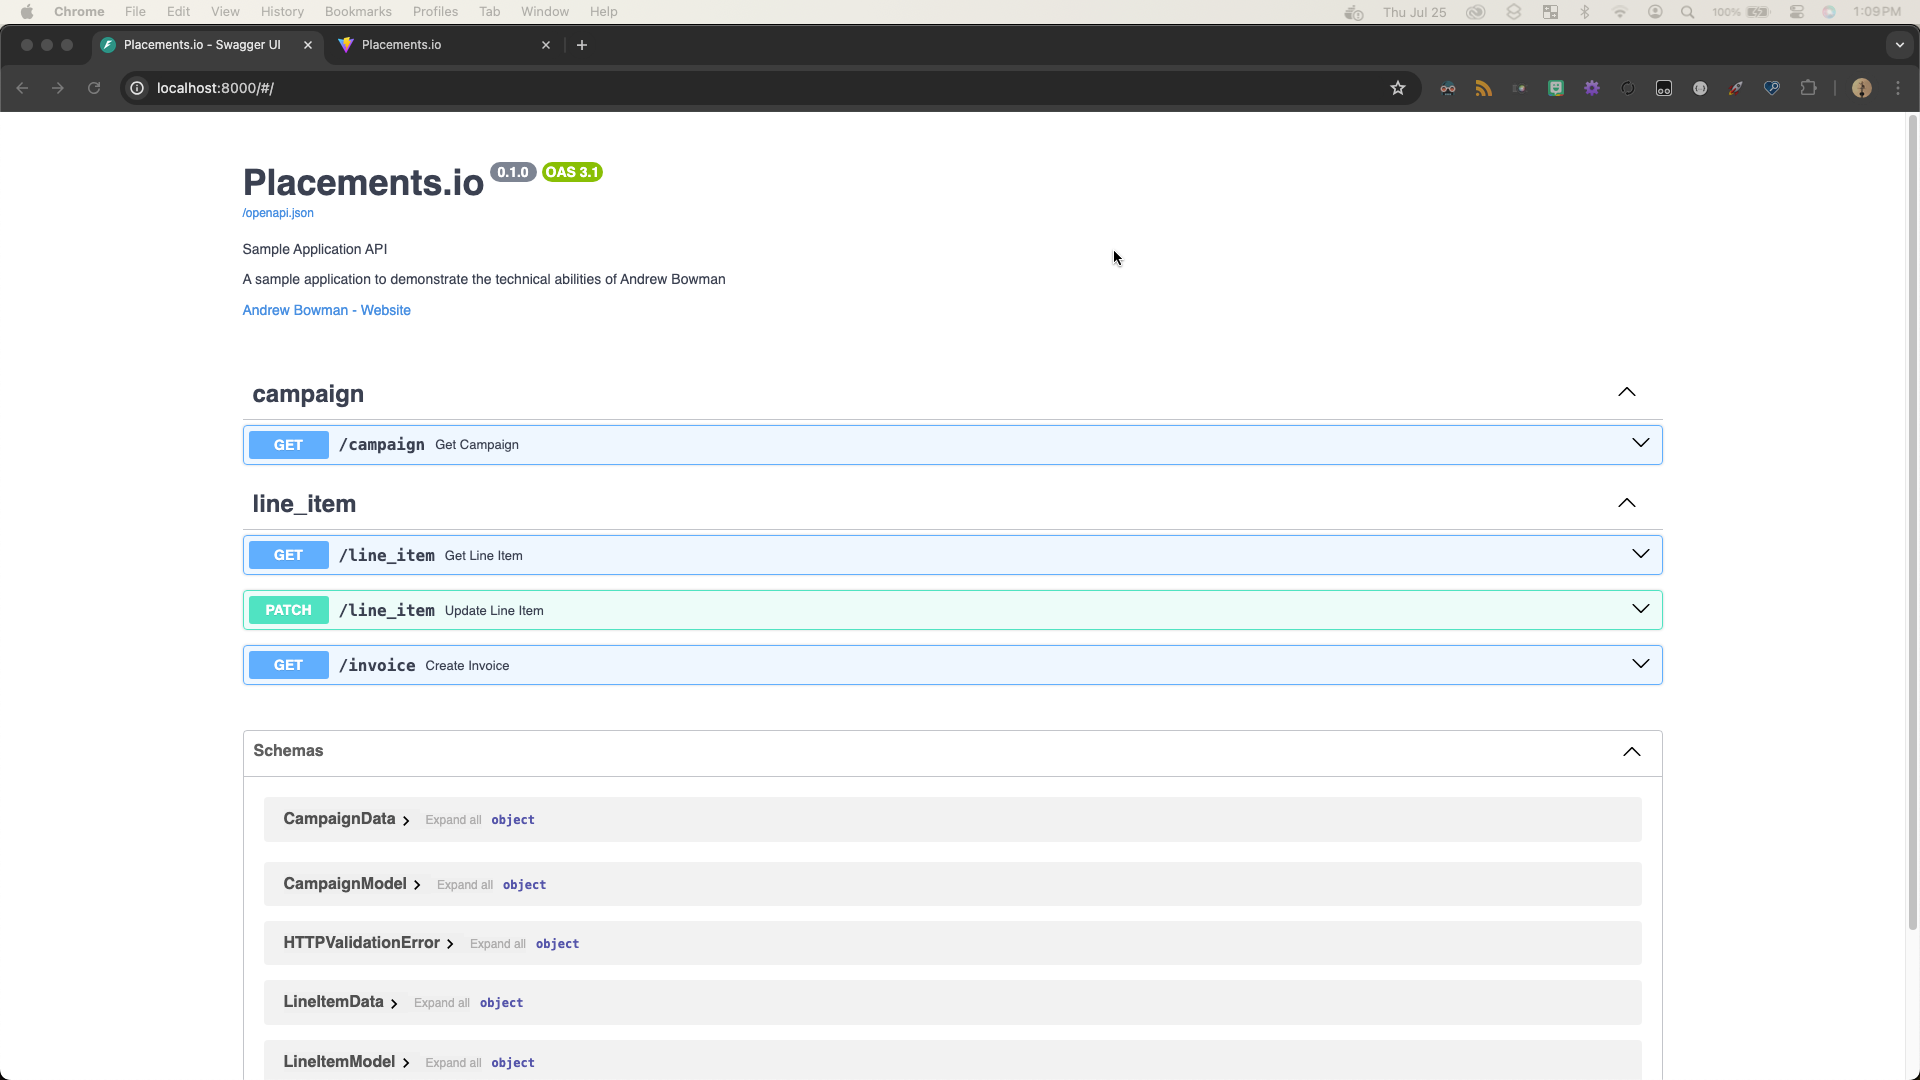 Chrome File Edit View History Bookmarks Profiles Tab Window Help Thu Jul 25 100% 1:09 PM
Placements.io - Swagger UI Placements.io
localhost:8000/#/
Placements.io 0.1.0 OAS 3.1
/openapi.json
Sample Application API
A sample application to demonstrate the technical abilities of Andrew Bowman
Andrew Bowman - Website
campaign
GET /campaign Get Campaign
line_item
GET /line_item Get Line Item
PATCH /line_item Update Line Item
GET /invoice Create Invoice
Schemas
CampaignData Expand all object
CampaignModel Expand all object
HTTPValidationError Expand all object
LineItemData Expand all object
LineItemModel Expand all object